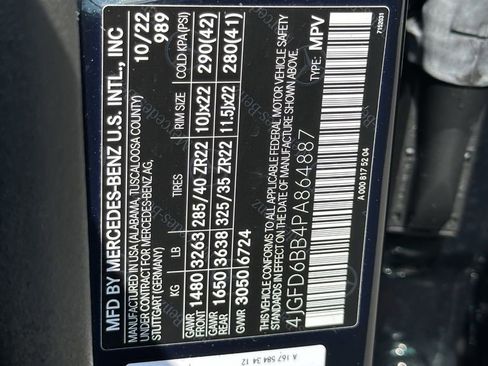 MFD BY MERCEDES-BENZ U.S. INTL., INC
IN USA (ALABAMA, TUSCALOOSA COUNTY) 10/22
UNDER CONTRACT FOR MERCEDES-BENZ AG, 989
STUTTGART (GERMANY)
KG LB TIRES RIM SIZE COLD KPA (PSI)
GAWR FRONT 1480 3263 285/40 ZR22 10Jx22 290(42)
GAWR REAR 1650 3638 325/35 ZR22 11.5Jx22 280(41)
GVWR 3050 6724
THIS VEHICLE CONFORMS TO ALL APPLICABLE FEDERAL MOTOR VEHICLE SAFETY
STANDARDS IN EFFECT ON THE DATE OF MANUFACTURE SHOWN ABOVE.
4JGFD6BB4PA864887 TYPE: MPV
A 000 817 52 04 7152031
A 167 584 34 12